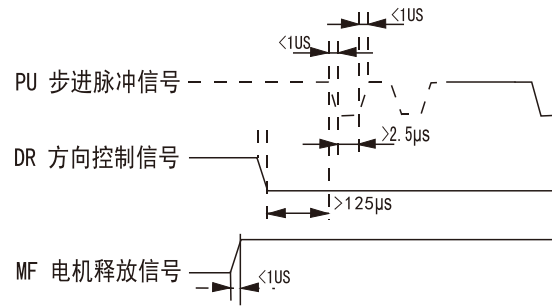 <1US
<1US
PU 步进脉冲信号
>2.5μs
DR 方向控制信号
>125μs
MF 电机释放信号
<1US